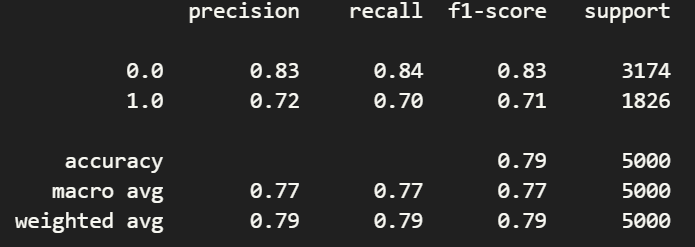 precision recall f1-score support
0.0 0.83 0.84 0.83 3174
1.0 0.72 0.70 0.71 1826
accuracy 0.79 5000
macro avg 0.77 0.77 0.77 5000
weighted avg 0.79 0.79 0.79 5000